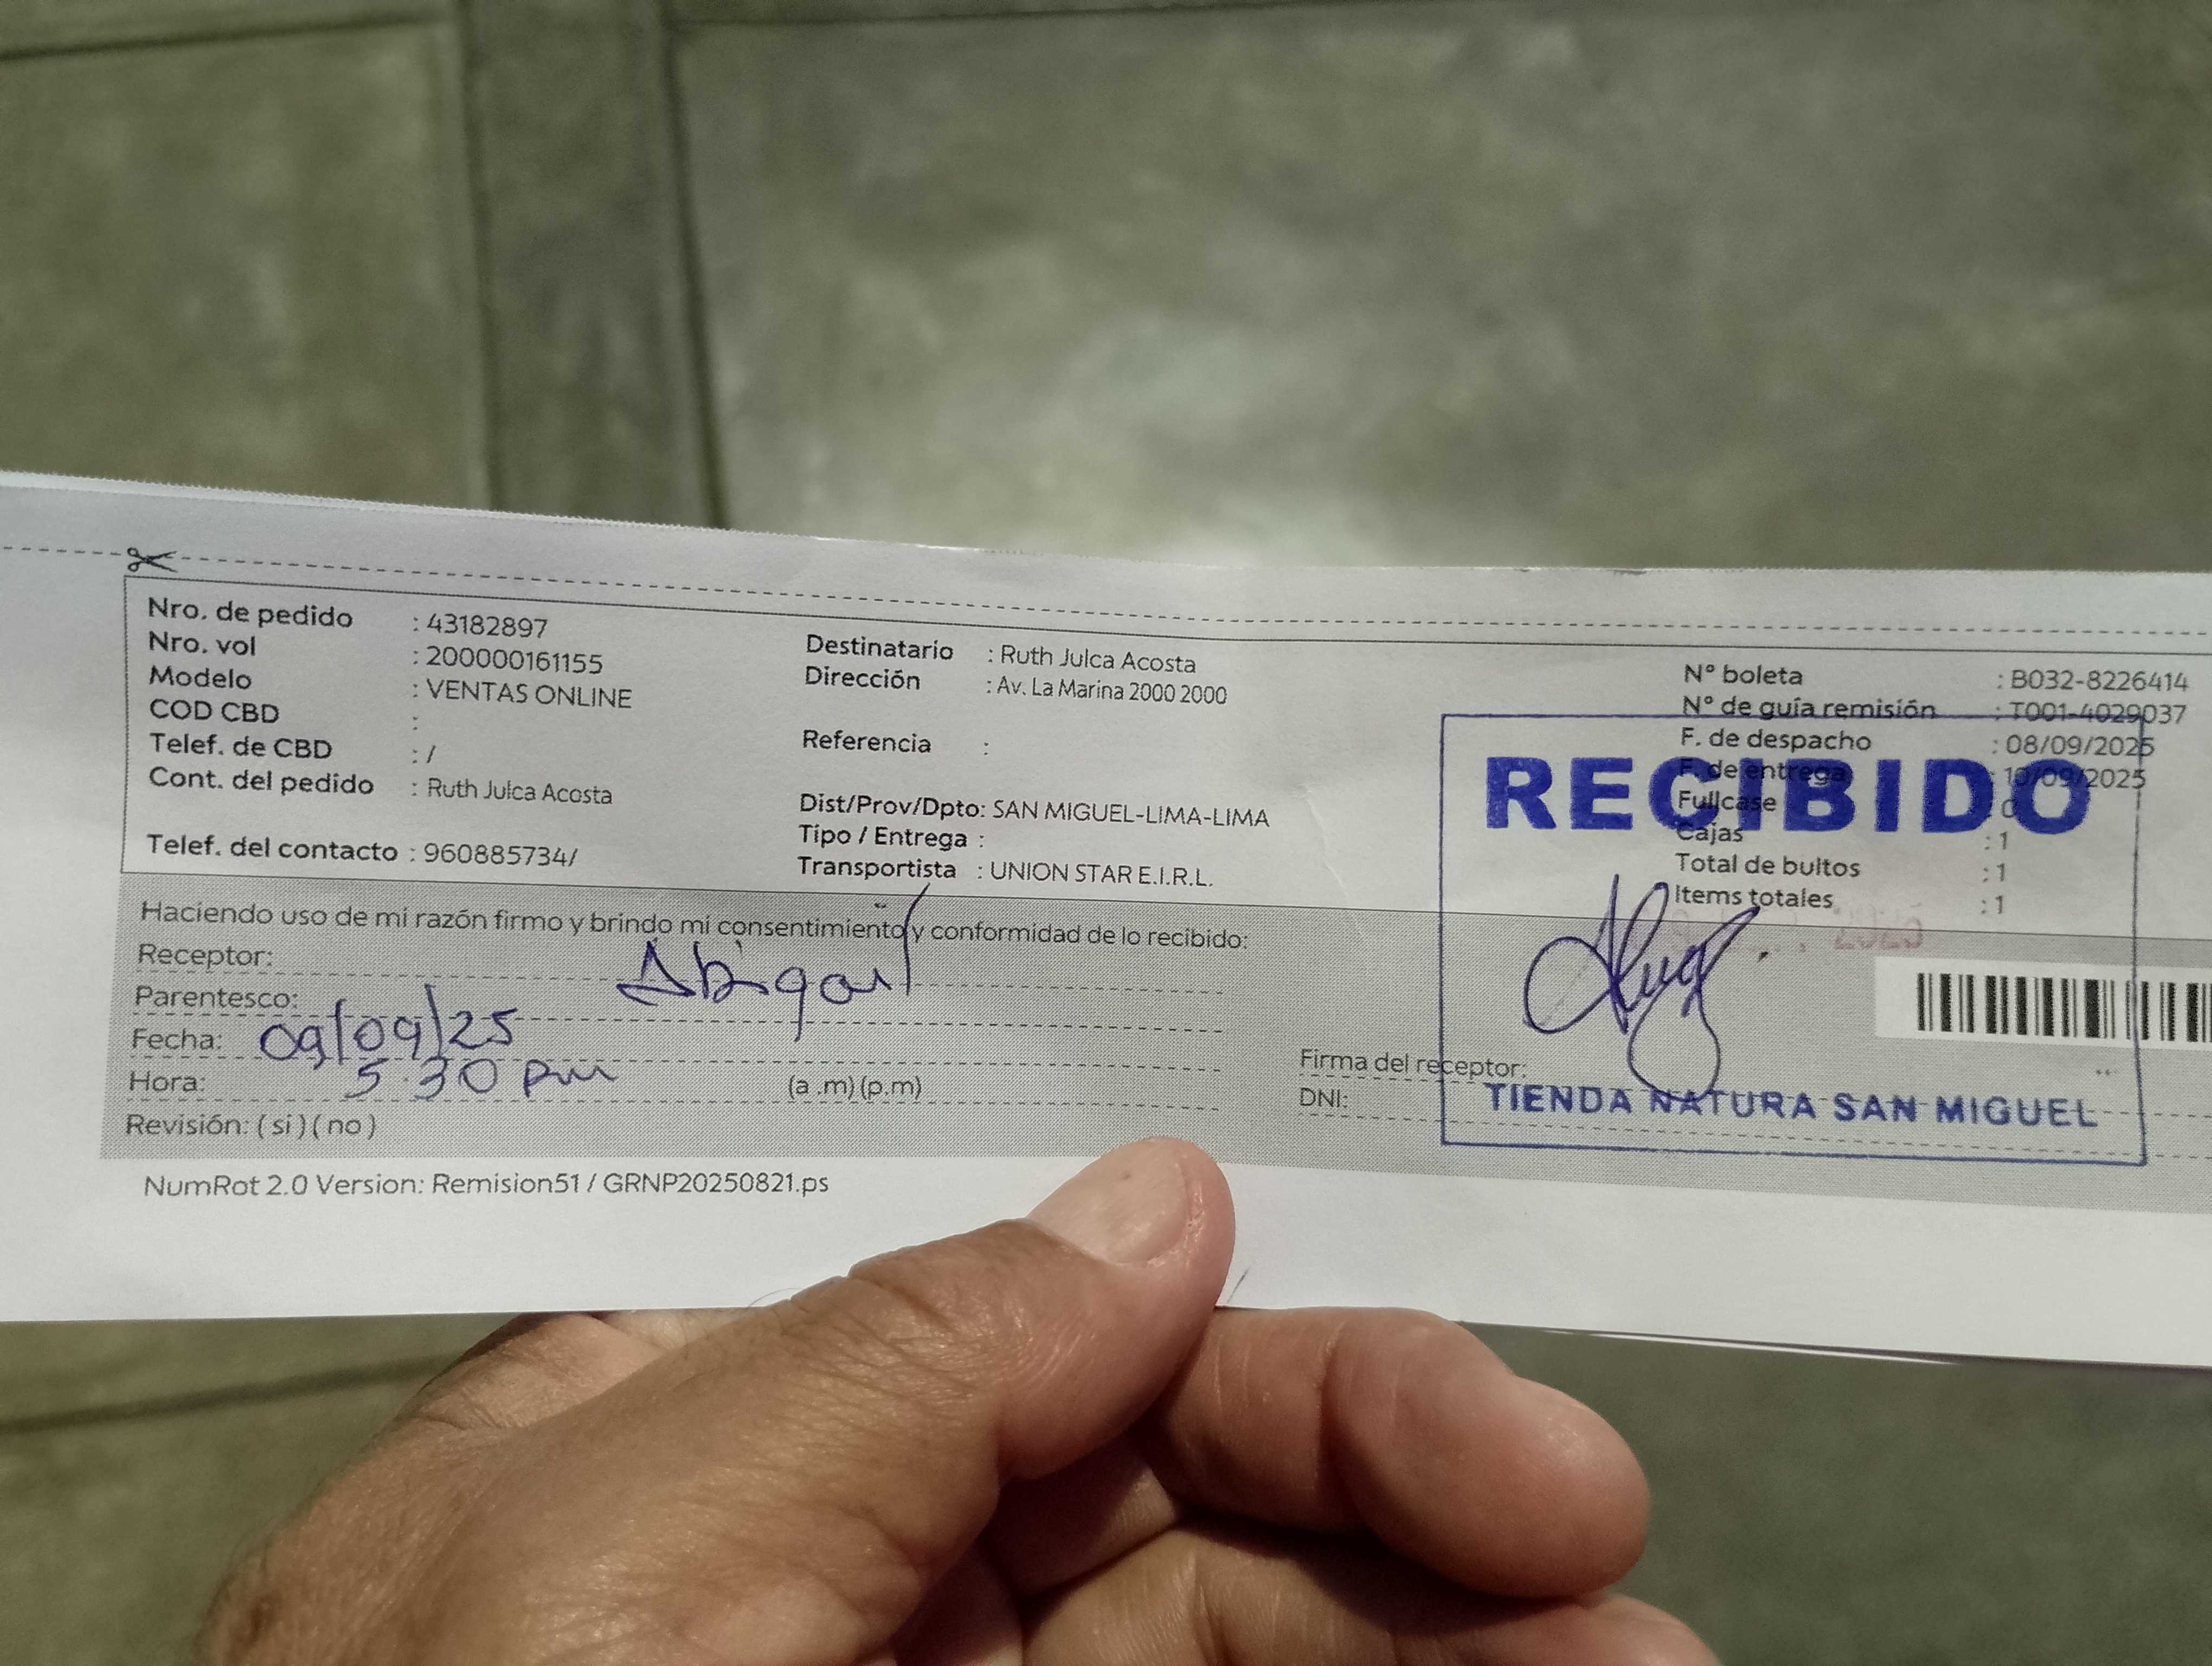 Nro. de pedido : 43182897
Nro. vol : 200000161155
Modelo : VENTAS ONLINE
COD CBD :
Telef. de CBD : /
Cont. del pedido : Ruth Julca Acosta
Telef. del contacto : 960885734/
Destinatario : Ruth Julca Acosta
Dirección : Av. La Marina 2000 2000
Referencia :
Dist/Prov/Dpto: SAN MIGUEL-LIMA-LIMA
Tipo / Entrega :
Transportista : UNION STAR E.I.R.L.
N° boleta : B032-8226414
N° de guía remisión : T001-4029037
F. de despacho : 08/09/2025
F. de entrega : 10/09/2025
Fullcase : 0
Cajas : 1
Total de bultos : 1
Items totales : 1
RECIBIDO
2025
TIENDA NATURA SAN MIGUEL
Haciendo uso de mi razón firmo y brindo mi consentimiento y conformidad de lo recibido:
Receptor: Abigail
Parentesco:
Fecha: 09/09/25
Hora: 5:30 pm (a .m) (p.m)
Revisión: ( si ) ( no )
Firma del receptor:
DNI:
NumRot 2.0 Version: Remision51 / GRNP20250821.ps